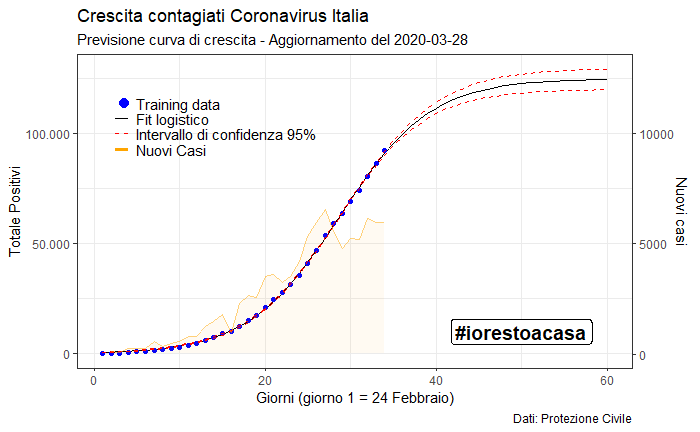 Crescita contagiati Coronavirus Italia
Previsione curva di crescita - Aggiornamento del 2020-03-28
Training data
Fit logistico
Intervallo di confidenza 95%
Nuovi Casi
Totale Positivi
100.000
50.000
0
10000
5000
0
Nuovi casi
#iorestoacasa
0 20 40 60
Giorni (giorno 1 = 24 Febbraio)
Dati: Protezione Civile